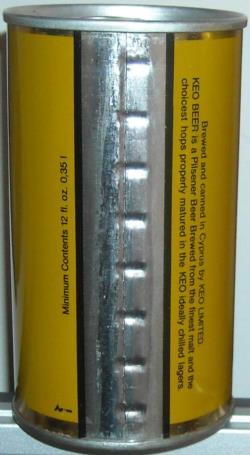 Brewed and canned in Cyprus by KEO LIMITED
KEO BEER is a Pilsener Beer Brewed from the finest malt and the
choicest hops properly matured in the KEO ideally chilled lagers.
Minimum Contents 12 fl. oz. 0,35 l